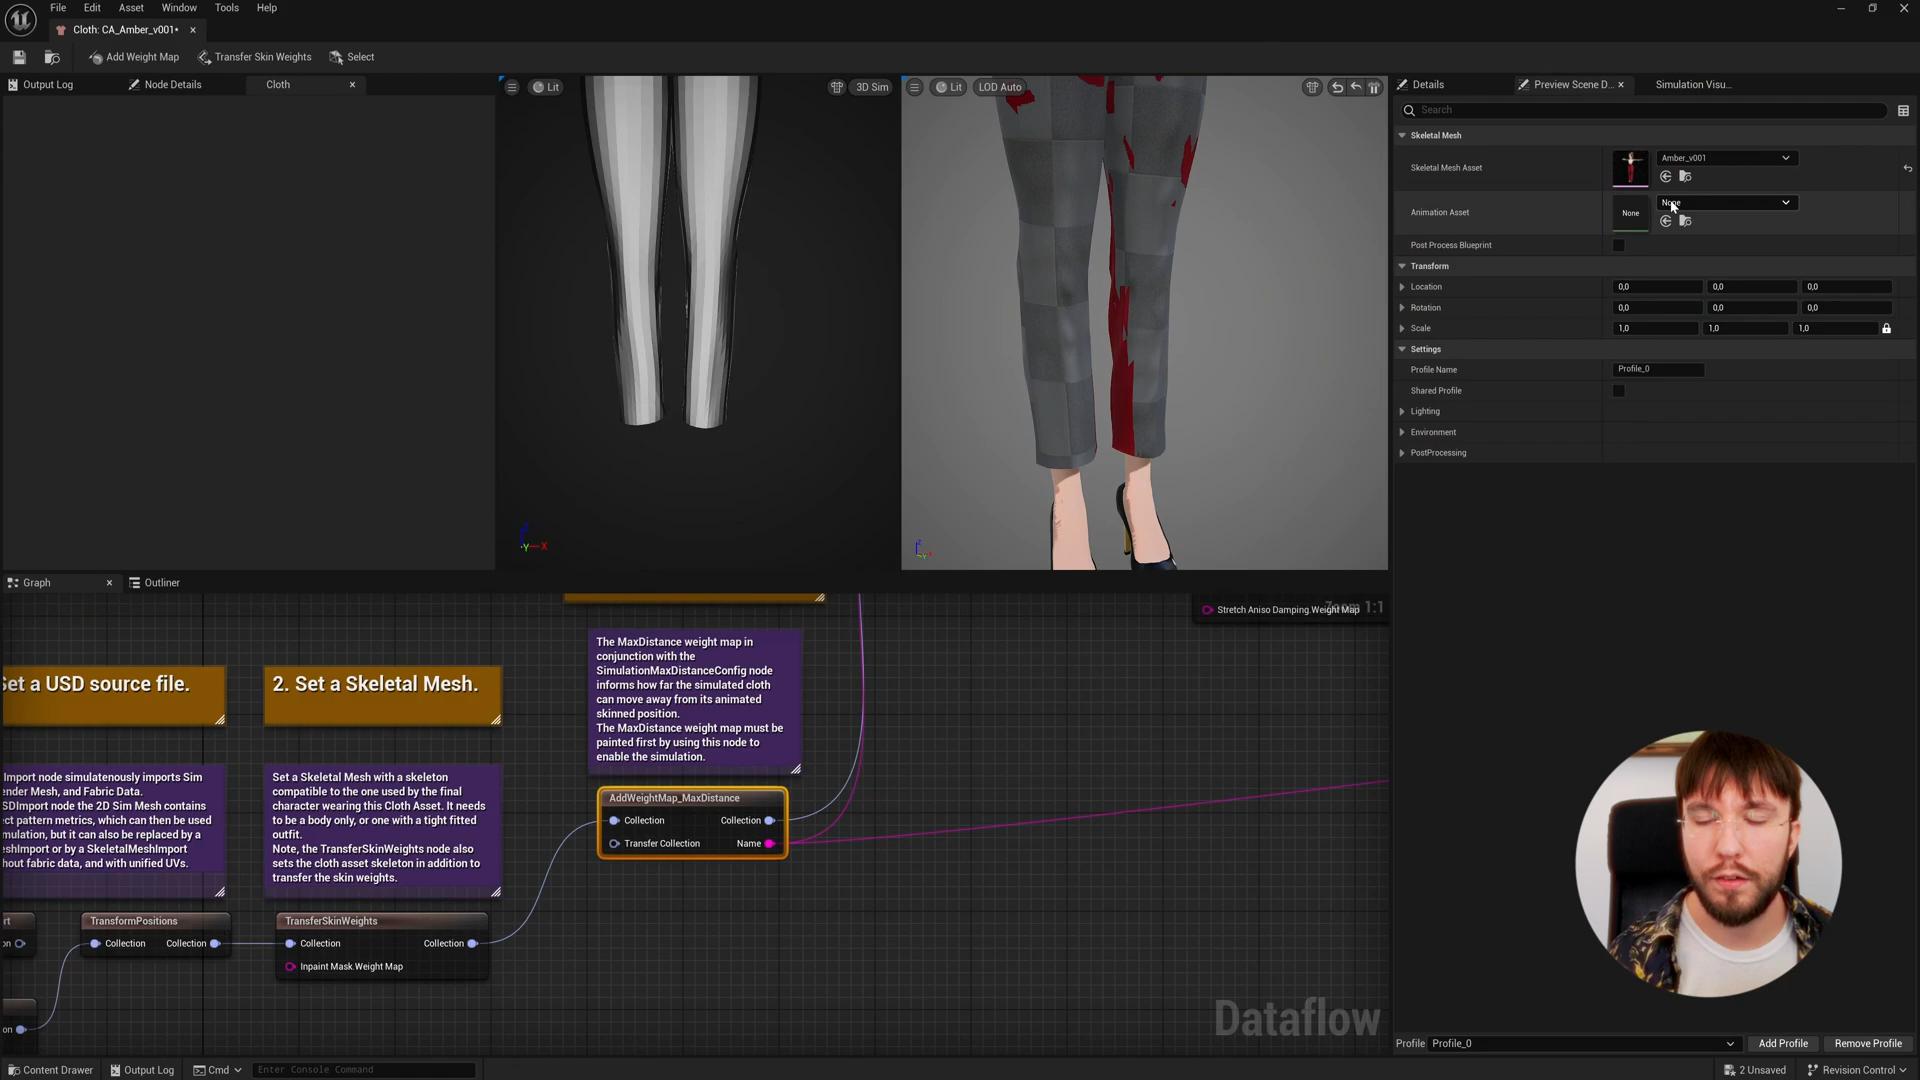 File Edit Asset Window Tools Help
Cloth: CA_Amber_v001*
Add Weight Map Transfer Skin Weights Select
Output Log Node Details Cloth
Lit 3D Sim
Lit LOD Auto
Details Preview Scene D... Simulation Visu...
Search
Skeletal Mesh
Skeletal Mesh Asset Amber_v001
Animation Asset None None
Post Process Blueprint
Transform
Location 0,0 0,0 0,0
Rotation 0,0 0,0 0,0
Scale 1,0 1,0 1,0
Settings
Profile Name Profile_0
Shared Profile
Lighting
Environment
PostProcessing
Z
Y X
Graph Outliner
Stretch Aniso Damping Weight Map
Zoom 1:1
Set a USD source file.
2. Set a Skeletal Mesh.
The MaxDistance weight map in
conjunction with the
SimulationMaxDistanceConfig node
informs how far the simulated cloth
can move away from its animated
skinned position.
The MaxDistance weight map must be
painted first by using this node to
enable the simulation.
Import node simulatenously imports Sim
ender Mesh, and Fabric Data.
SDImport node the 2D Sim Mesh contains
ect pattern metrics, which can then be used
mulation, but it can also be replaced by a
eshImport or by a SkeletalMeshImport
hout fabric data, and with unified UVs.
Set a Skeletal Mesh with a skeleton
compatible to the one used by the final
character wearing this Cloth Asset. It needs
to be a body only, or one with a tight fitted
outfit.
Note, the TransferSkinWeights node also
sets the cloth asset skeleton in addition to
transfer the skin weights.
AddWeightMap_MaxDistance
Collection Collection
Transfer Collection Name
rt
on
TransformPositions
Collection Collection
TransferSkinWeights
Collection Collection
Inpaint Mask Weight Map
on
Dataflow
Profile Profile_0 Add Profile Remove Profile
Content Drawer Output Log Cmd Enter Console Command 2 Unsaved Revision Control